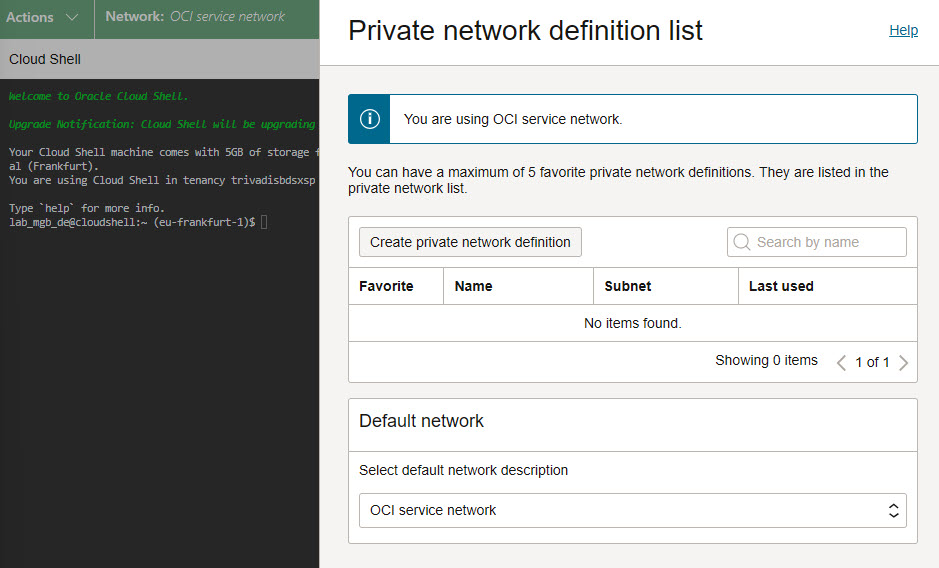 Actions
Network: OCI service network
Cloud Shell
Welcome to Oracle Cloud Shell.
Upgrade Notification: Cloud Shell will be upgrading
Your Cloud Shell machine comes with 5GB of storage f
al (Frankfurt).
You are using Cloud Shell in tenancy trivadisbdsxsp
Type `help` for more info.
lab_mgb_de@cloudshell:~ (eu-frankfurt-1)$
Private network definition list
Help
You are using OCI service network.
You can have a maximum of 5 favorite private network definitions. They are listed in the
private network list.
Create private network definition
Search by name
Favorite Name Subnet Last used
No items found.
Showing 0 items 1 of 1
Default network
Select default network description
OCI service network